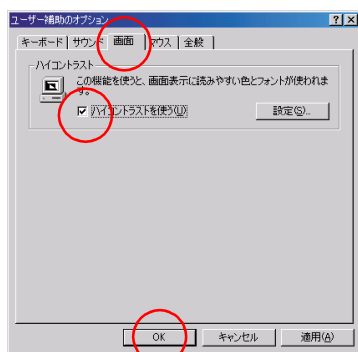 ユーザー補助のオプション
キーボード サウンド 画面 マウス 全般
ハイコントラスト
この機能を使うと、画面表示に読みやすい色とフォントが使われま
す。
ハイコントラストを使う(U) 設定(S)...
OK キャンセル 適用(A)